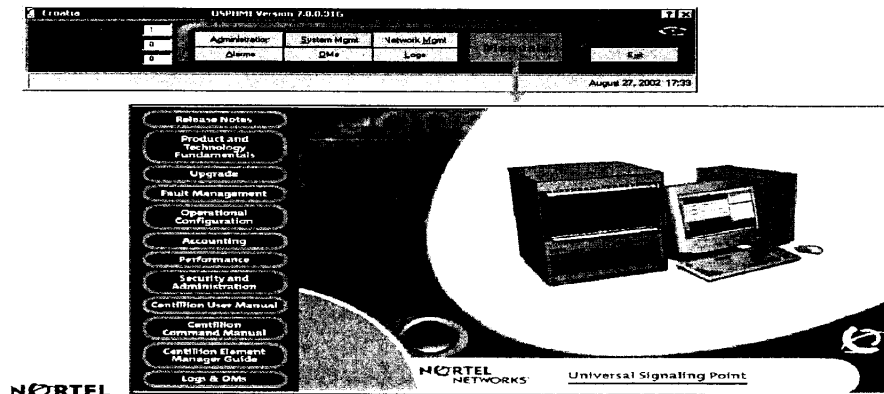 Croatia USPHMI Version 7.0.0.316
1
0
0
Administration System Mgmt Network Mgmt
Alarms OMs Logs Exit
August 27, 2002 17:33
Release Notes
Product and
Technology
Fundamentals
Upgrade
Fault Management
Operational
Configuration
Accounting
Performance
Security and
Administration
Centillion User Manual
Centillion
Command Manual
Centillion Element
Manager Guide
Logs & OMs
NORTEL
NETWORKS
Universal Signaling Point
NORTEL